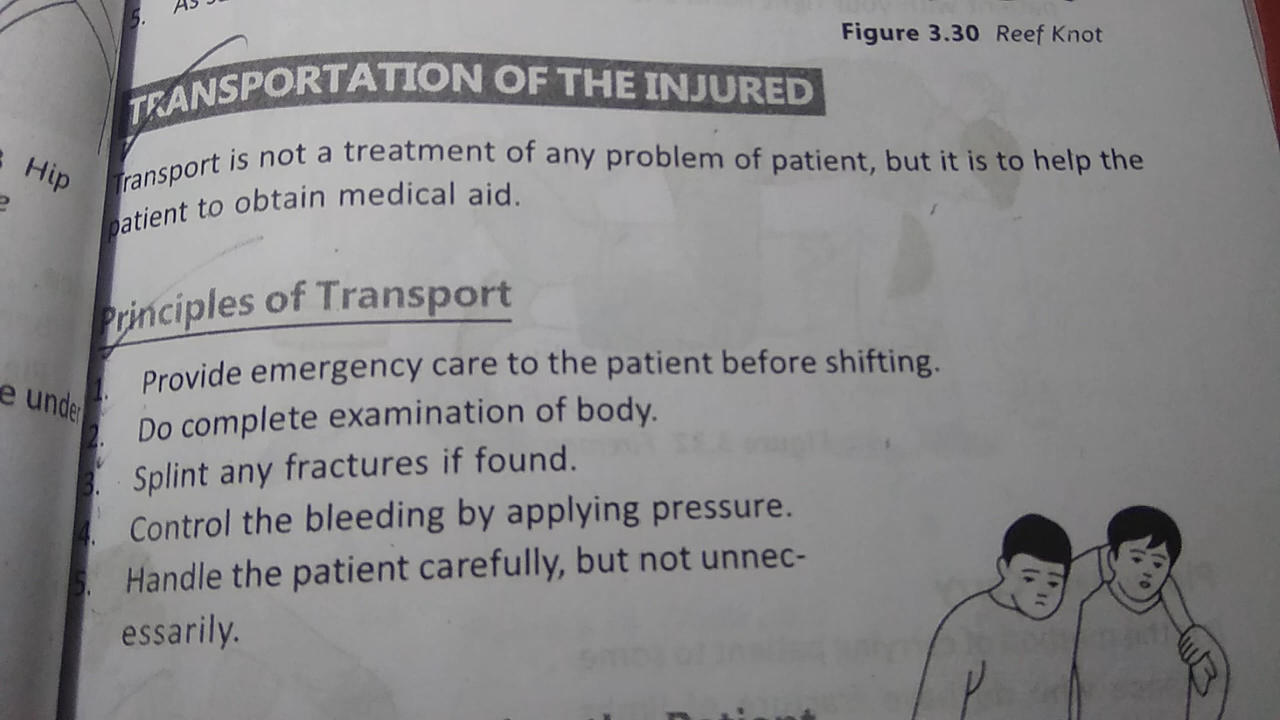 5. As
Figure 3.30 Reef Knot
TRANSPORTATION OF THE INJURED
Transport is not a treatment of any problem of patient, but it is to help the
patient to obtain medical aid.
Principles of Transport
1. Provide emergency care to the patient before shifting.
2. Do complete examination of body.
3. Splint any fractures if found.
4. Control the bleeding by applying pressure.
5. Handle the patient carefully, but not unnec-
essarily.
Hip
e under
Patient